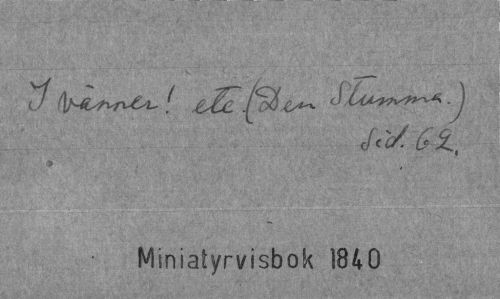 I vänner! etc. (Den Stumma.)
Sid. 62.
Miniatyrvisbok 1840